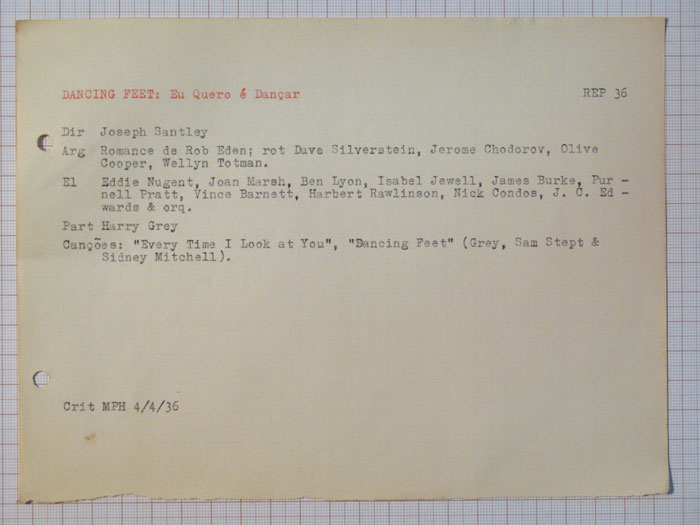 DANCING FEET: Eu Quero é Dançar REP 36
Dir Joseph Santley
Arg Romance de Rob Eden; rot Dave Silverstein, Jerome Chodorov, Olive
Cooper, Wellyn Totman.
El Eddie Nugent, Joan Marsh, Ben Lyon, Isabel Jewell, James Burke, Pur -
nell Pratt, Vince Barnett, Harbert Rawlinson, Nick Condos, J. C. Ed -
wards & orq.
Part Harry Grey
Canções: "Every Time I Look at You", "Dancing Feet" (Grey, Sam Stept &
Sidney Mitchell).
Crit MPH 4/4/36